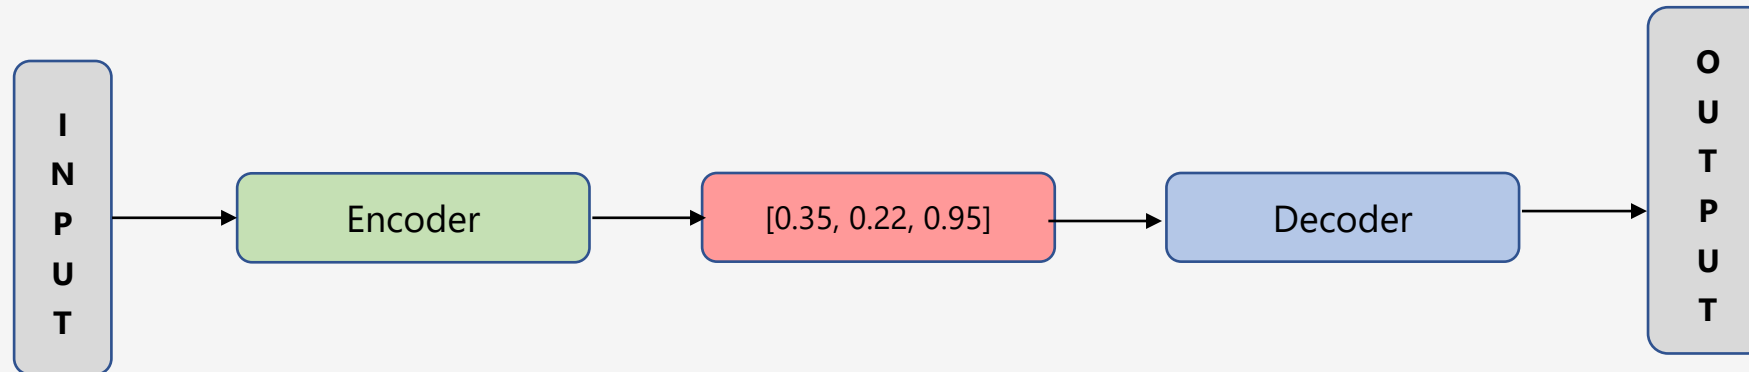 INPUT
Encoder
[0.35, 0.22, 0.95]
Decoder
OUTPUT